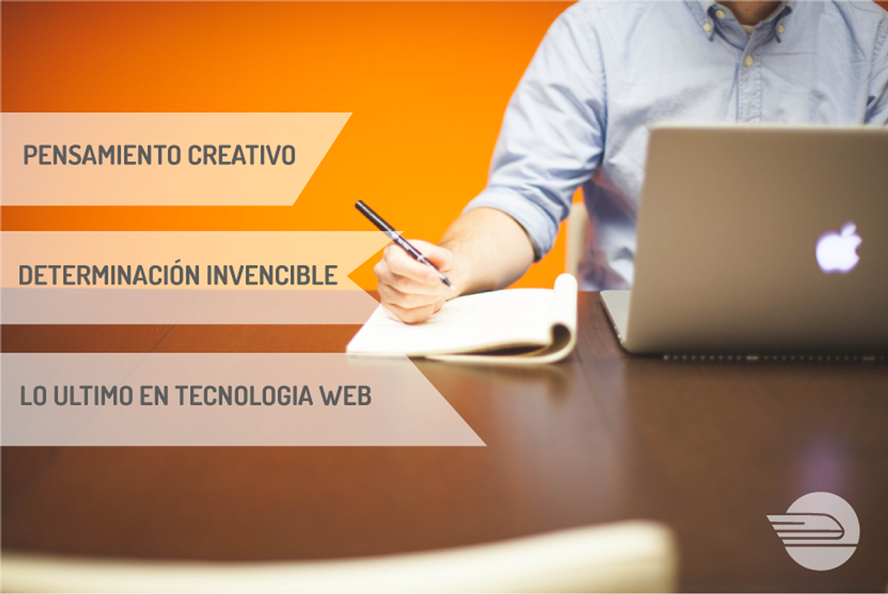 PENSAMIENTO CREATIVO
DETERMINACIÓN INVENCIBLE
LO ULTIMO EN TECNOLOGIA WEB